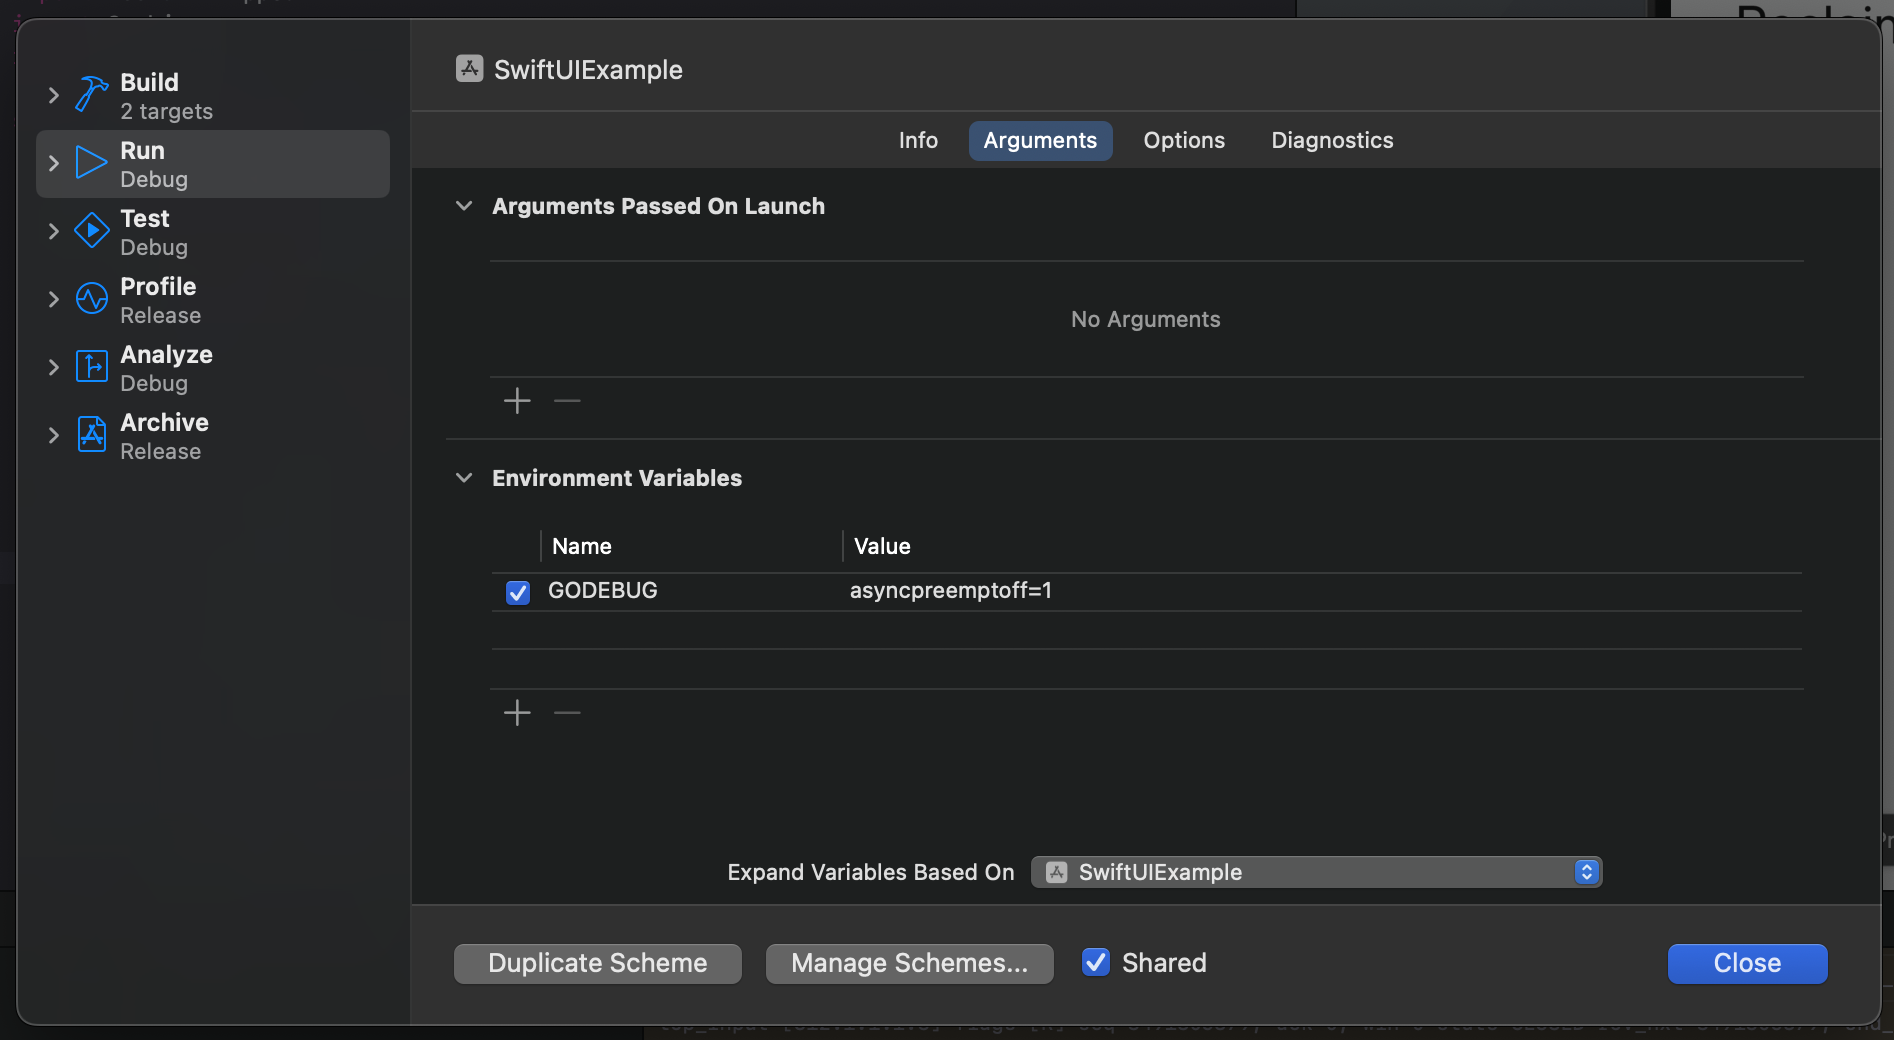 Build
2 targets
Run
Debug
Test
Debug
Profile
Release
Analyze
Debug
Archive
Release
SwiftUIExample
Info Arguments Options Diagnostics
Arguments Passed On Launch
No Arguments
Environment Variables
Name Value
GODEBUG asyncpreemptoff=1
Expand Variables Based On SwiftUIExample
Duplicate Scheme Manage Schemes... Shared Close